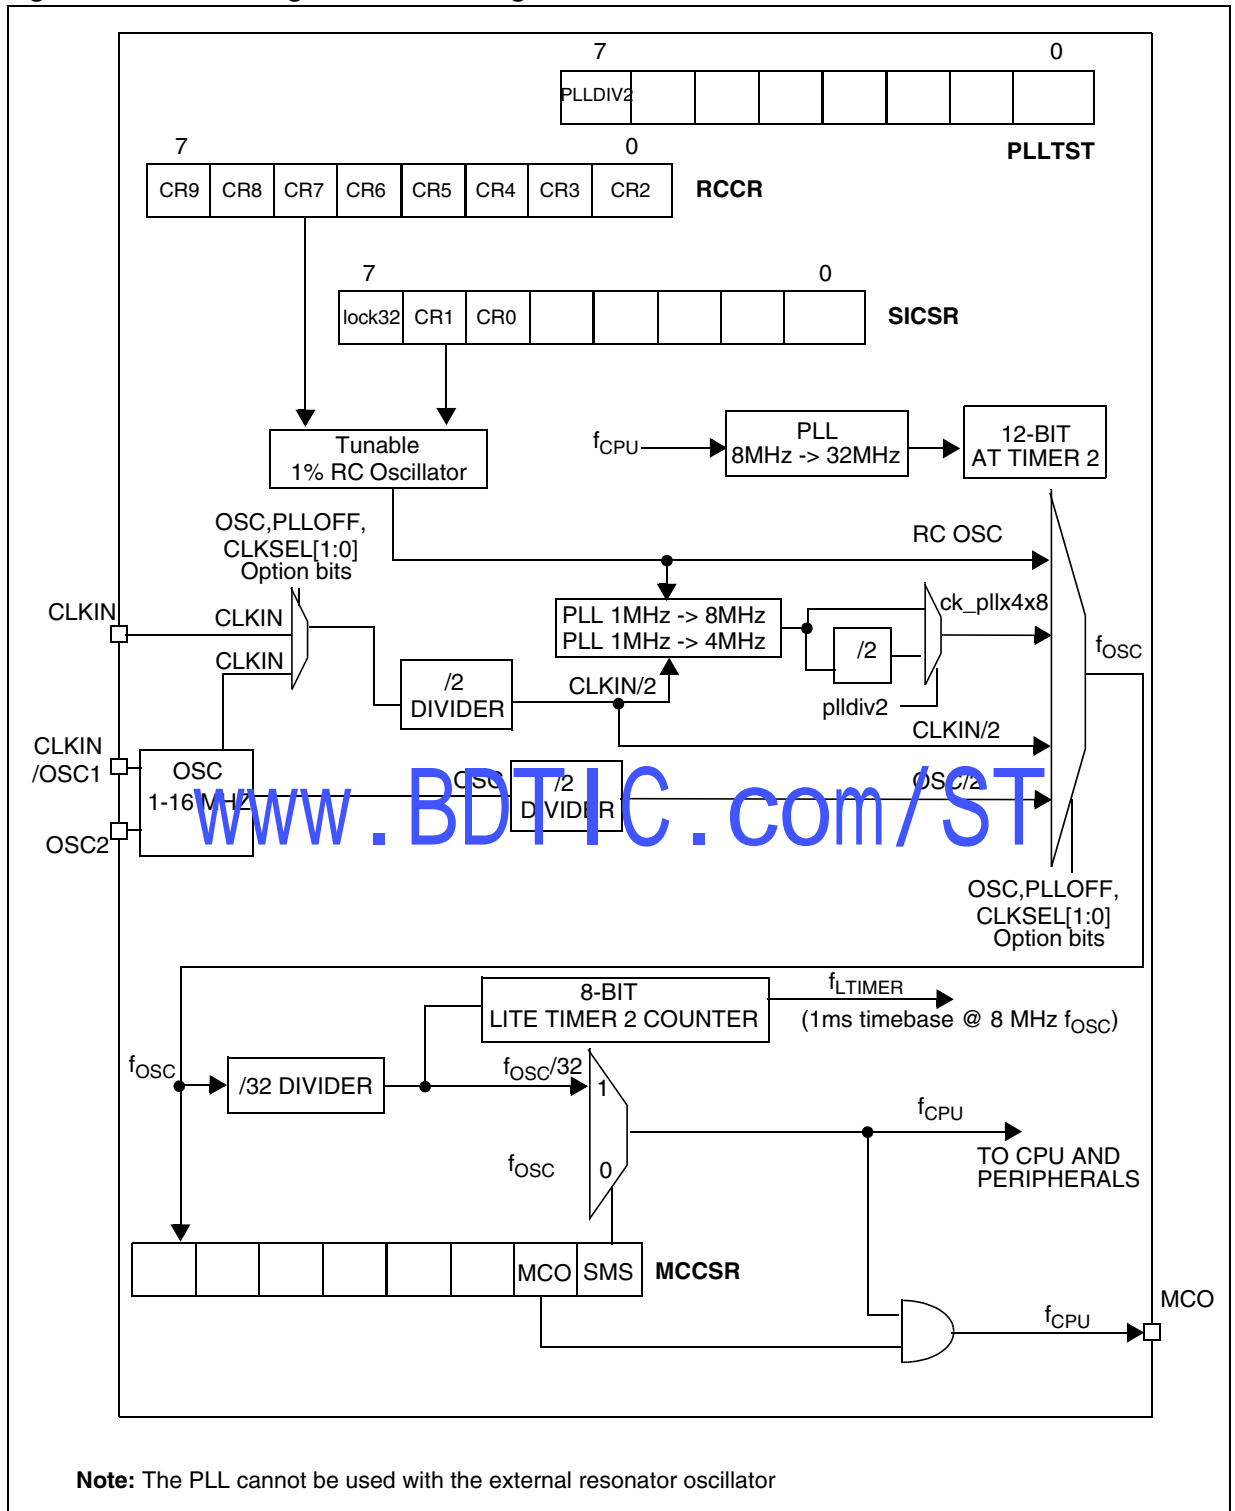 7 0
PLLDIV2
PLLTST
7 0
CR9 CR8 CR7 CR6 CR5 CR4 CR3 CR2 RCCR
7 0
lock32 CR1 CR0 SICSR
Tunable
1% RC Oscillator
fCPU
PLL
8MHz -> 32MHz
12-BIT
AT TIMER 2
OSC,PLLOFF,
CLKSEL[1:0]
Option bits
RC OSC
CLKIN
CLKIN
CLKIN
PLL 1MHz -> 8MHz
PLL 1MHz -> 4MHz
/2
ck_pllx4x8
plldiv2
fOSC
/2
DIVIDER
CLKIN/2
CLKIN/2
CLKIN
/OSC1
OSC2
OSC
1-16 MHZ
OSC
/2
DIVIDER
OSC/2
www.BDTIC.com/ST
OSC,PLLOFF,
CLKSEL[1:0]
Option bits
8-BIT
LITE TIMER 2 COUNTER
fLTIMER
(1ms timebase @ 8 MHz fOSC)
fOSC
/32 DIVIDER
fOSC/32
1
fOSC
0
fCPU
TO CPU AND
PERIPHERALS
MCO SMS MCCSR
fCPU
MCO
Note: The PLL cannot be used with the external resonator oscillator